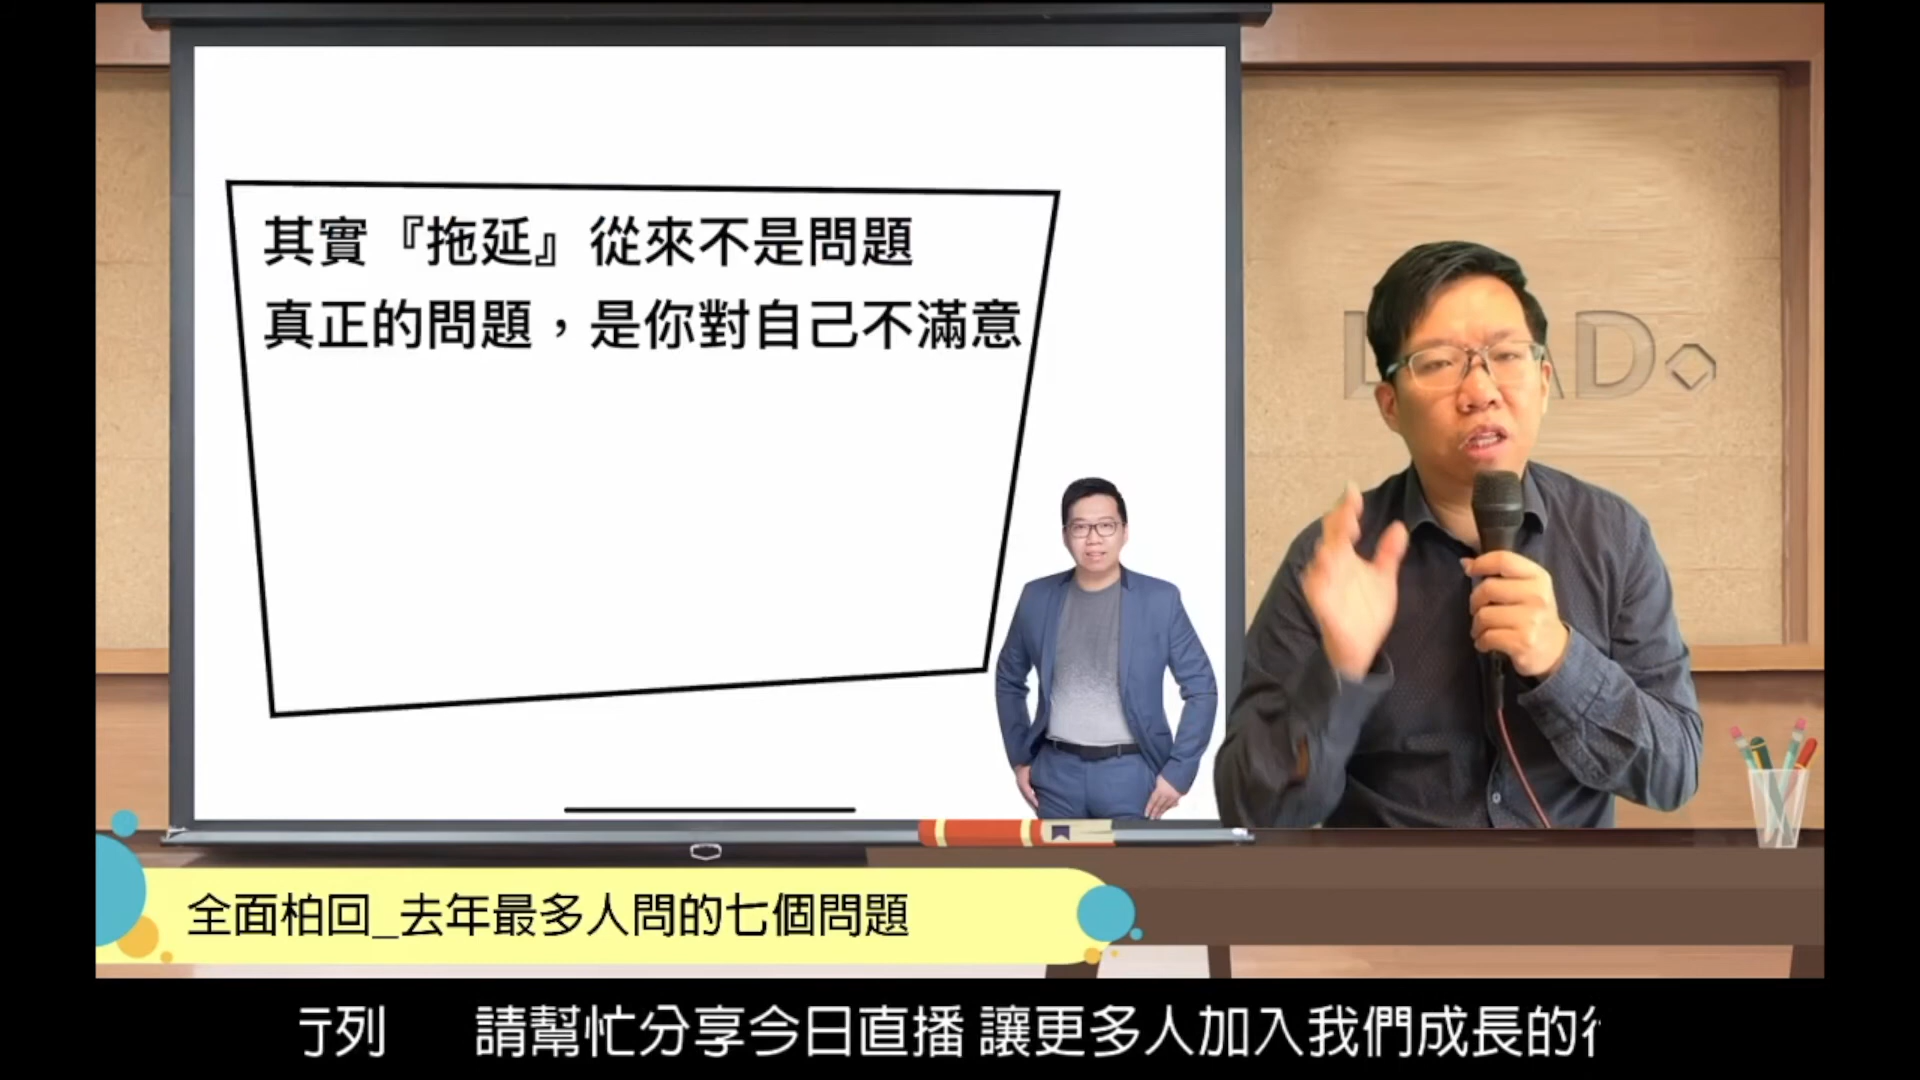 其實『拖延』從來不是問題
真正的問題，是你對自己不滿意
全面柏回_去年最多人問的七個問題
列 請幫忙分享今日直播 讓更多人加入我們成長的